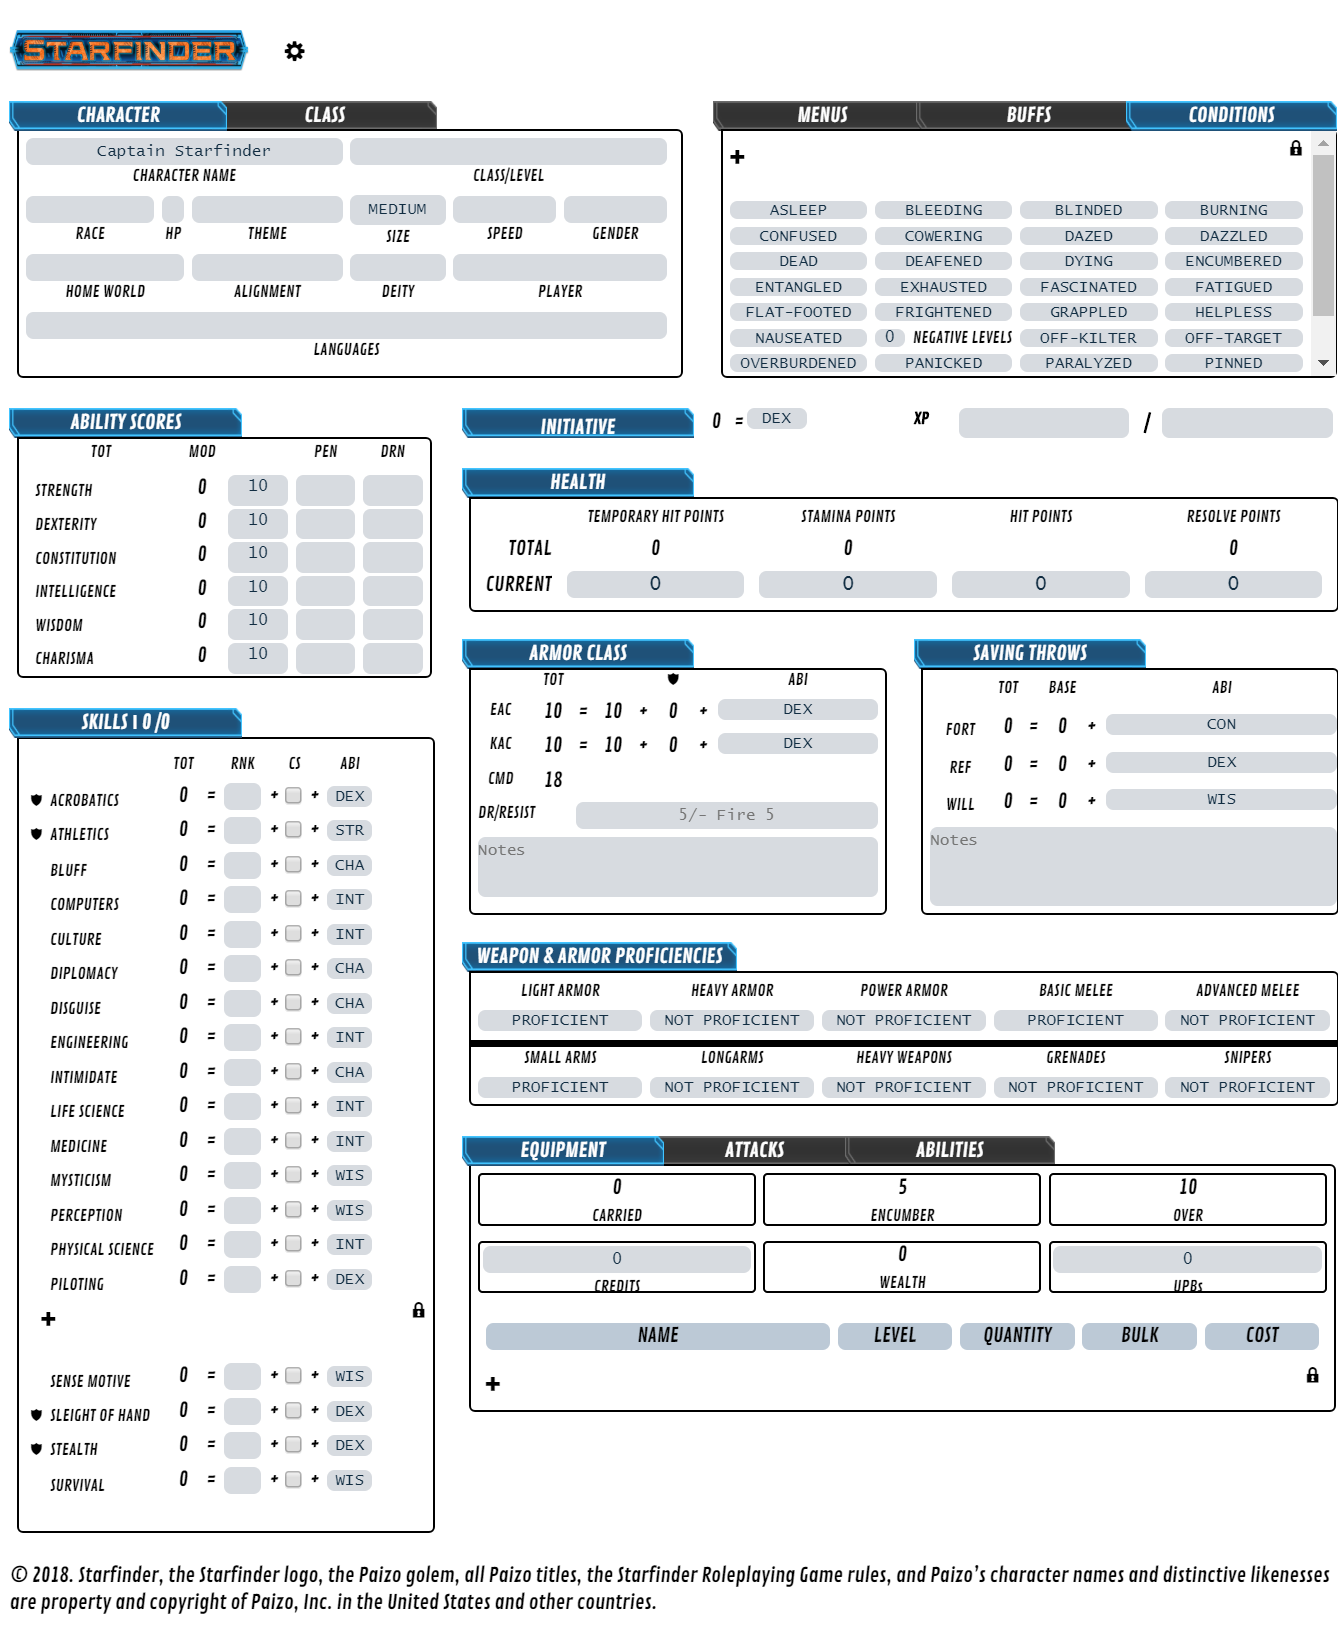 STARFINDER
CHARACTER CLASS
Captain Starfinder
CHARACTER NAME CLASS/LEVEL
MEDIUM
RACE HP THEME SIZE SPEED GENDER
HOME WORLD ALIGNMENT DEITY PLAYER
LANGUAGES
MENUS BUFFS CONDITIONS
+
ASLEEP BLEEDING BLINDED BURNING
CONFUSED COWERING DAZED DAZZLED
DEAD DEAFENED DYING ENCUMBERED
ENTANGLED EXHAUSTED FASCINATED FATIGUED
FLAT-FOOTED FRIGHTENED GRAPPLED HELPLESS
NAUSEATED 0 NEGATIVE LEVELS OFF-KILTER OFF-TARGET
OVERBURDENED PANICKED PARALYZED PINNED
ABILITY SCORES
TOT MOD PEN DRN
STRENGTH 0 10
DEXTERITY 0 10
CONSTITUTION 0 10
INTELLIGENCE 0 10
WISDOM 0 10
CHARISMA 0 10
INITIATIVE 0 = DEX XP /
HEALTH
TEMPORARY HIT POINTS STAMINA POINTS HIT POINTS RESOLVE POINTS
TOTAL 0 0 0
CURRENT 0 0 0 0
ARMOR CLASS
TOT ABI
EAC 10 = 10 + 0 + DEX
KAC 10 = 10 + 0 + DEX
CMD 18
DR/RESIST 5/- Fire 5
Notes
SAVING THROWS
TOT BASE ABI
FORT 0 = 0 + CON
REF 0 = 0 + DEX
WILL 0 = 0 + WIS
Notes
SKILLS | 0 /0
TOT RNK CS ABI
ACROBATICS 0 = + + DEX
ATHLETICS 0 = + + STR
BLUFF 0 = + + CHA
COMPUTERS 0 = + + INT
CULTURE 0 = + + INT
DIPLOMACY 0 = + + CHA
DISGUISE 0 = + + CHA
ENGINEERING 0 = + + INT
INTIMIDATE 0 = + + CHA
LIFE SCIENCE 0 = + + INT
MEDICINE 0 = + + INT
MYSTICISM 0 = + + WIS
PERCEPTION 0 = + + WIS
PHYSICAL SCIENCE 0 = + + INT
PILOTING 0 = + + DEX
+
SENSE MOTIVE 0 = + + WIS
SLEIGHT OF HAND 0 = + + DEX
STEALTH 0 = + + DEX
SURVIVAL 0 = + + WIS
WEAPON & ARMOR PROFICIENCIES
LIGHT ARMOR HEAVY ARMOR POWER ARMOR BASIC MELEE ADVANCED MELEE
PROFICIENT NOT PROFICIENT NOT PROFICIENT PROFICIENT NOT PROFICIENT
SMALL ARMS LONGARMS HEAVY WEAPONS GRENADES SNIPERS
PROFICIENT NOT PROFICIENT NOT PROFICIENT NOT PROFICIENT NOT PROFICIENT
EQUIPMENT ATTACKS ABILITIES
0 5 10
CARRIED ENCUMBER OVER
0 0 0
CREDITS WEALTH UPBs
NAME LEVEL QUANTITY BULK COST
+
© 2018. Starfinder, the Starfinder logo, the Paizo golem, all Paizo titles, the Starfinder Roleplaying Game rules, and Paizo’s character names and distinctive likenesses
are property and copyright of Paizo, Inc. in the United States and other countries.